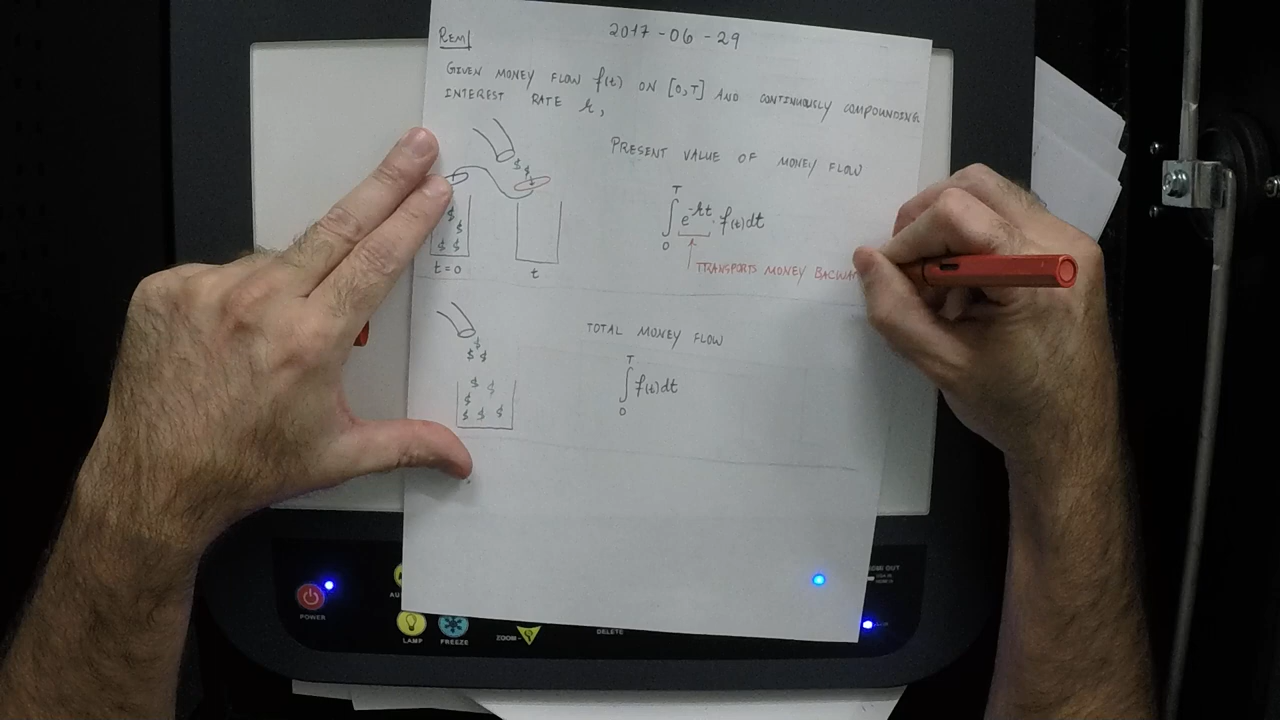 2017-06-29
REM
GIVEN MONEY FLOW f(t) ON [0,T] AND CONTINUOUSLY COMPOUNDING
INTEREST RATE r,
PRESENT VALUE OF MONEY FLOW
$ $
T
∫ e^-rt · f(t)dt
0
$ $ $ $
TRANSPORTS MONEY
t=0
t
TOTAL MONEY FLOW
$ $ $
T
∫ f(t)dt
0
$ $ $ $ $ $
POWER
LAMP
FREEZE
ZOOM-
DELETE